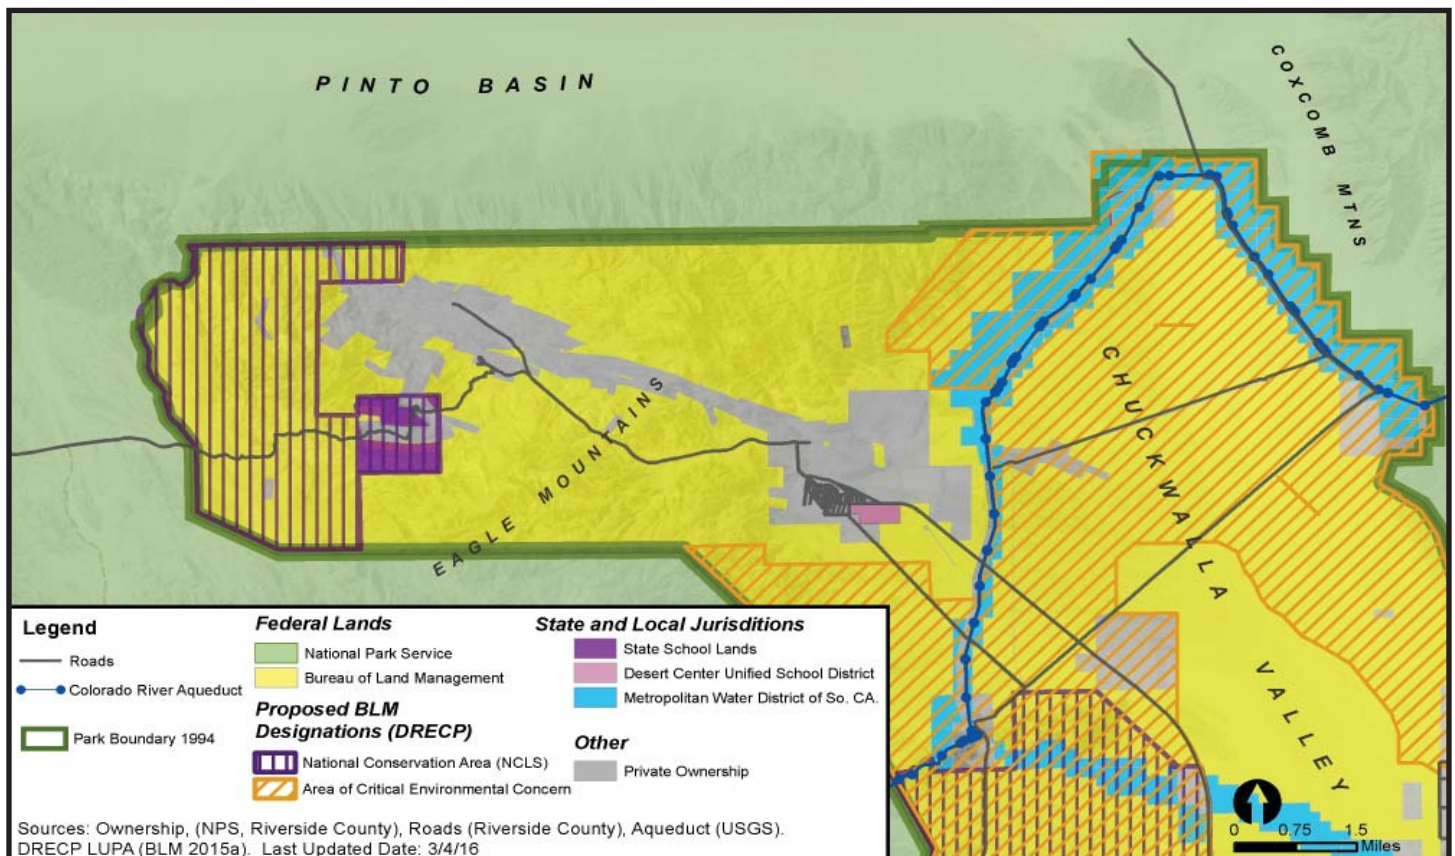 PINTO BASIN
COXCOMB MTNS
CHUCKWALLA
VALLEY
EAGLE MOUNTAINS
Legend
Roads
Colorado River Aqueduct
Park Boundary 1994
Federal Lands
National Park Service
Bureau of Land Management
Proposed BLM
Designations (DRECP)
National Conservation Area (NCLS)
Area of Critical Environmental Concern
State and Local Jurisditions
State School Lands
Desert Center Unified School District
Metropolitan Water District of So. CA.
Other
Private Ownership
Sources: Ownership, (NPS, Riverside County), Roads (Riverside County), Aqueduct (USGS).
DRECP LUPA (BLM 2015a). Last Updated Date: 3/4/16
0 0.75 1.5
Miles